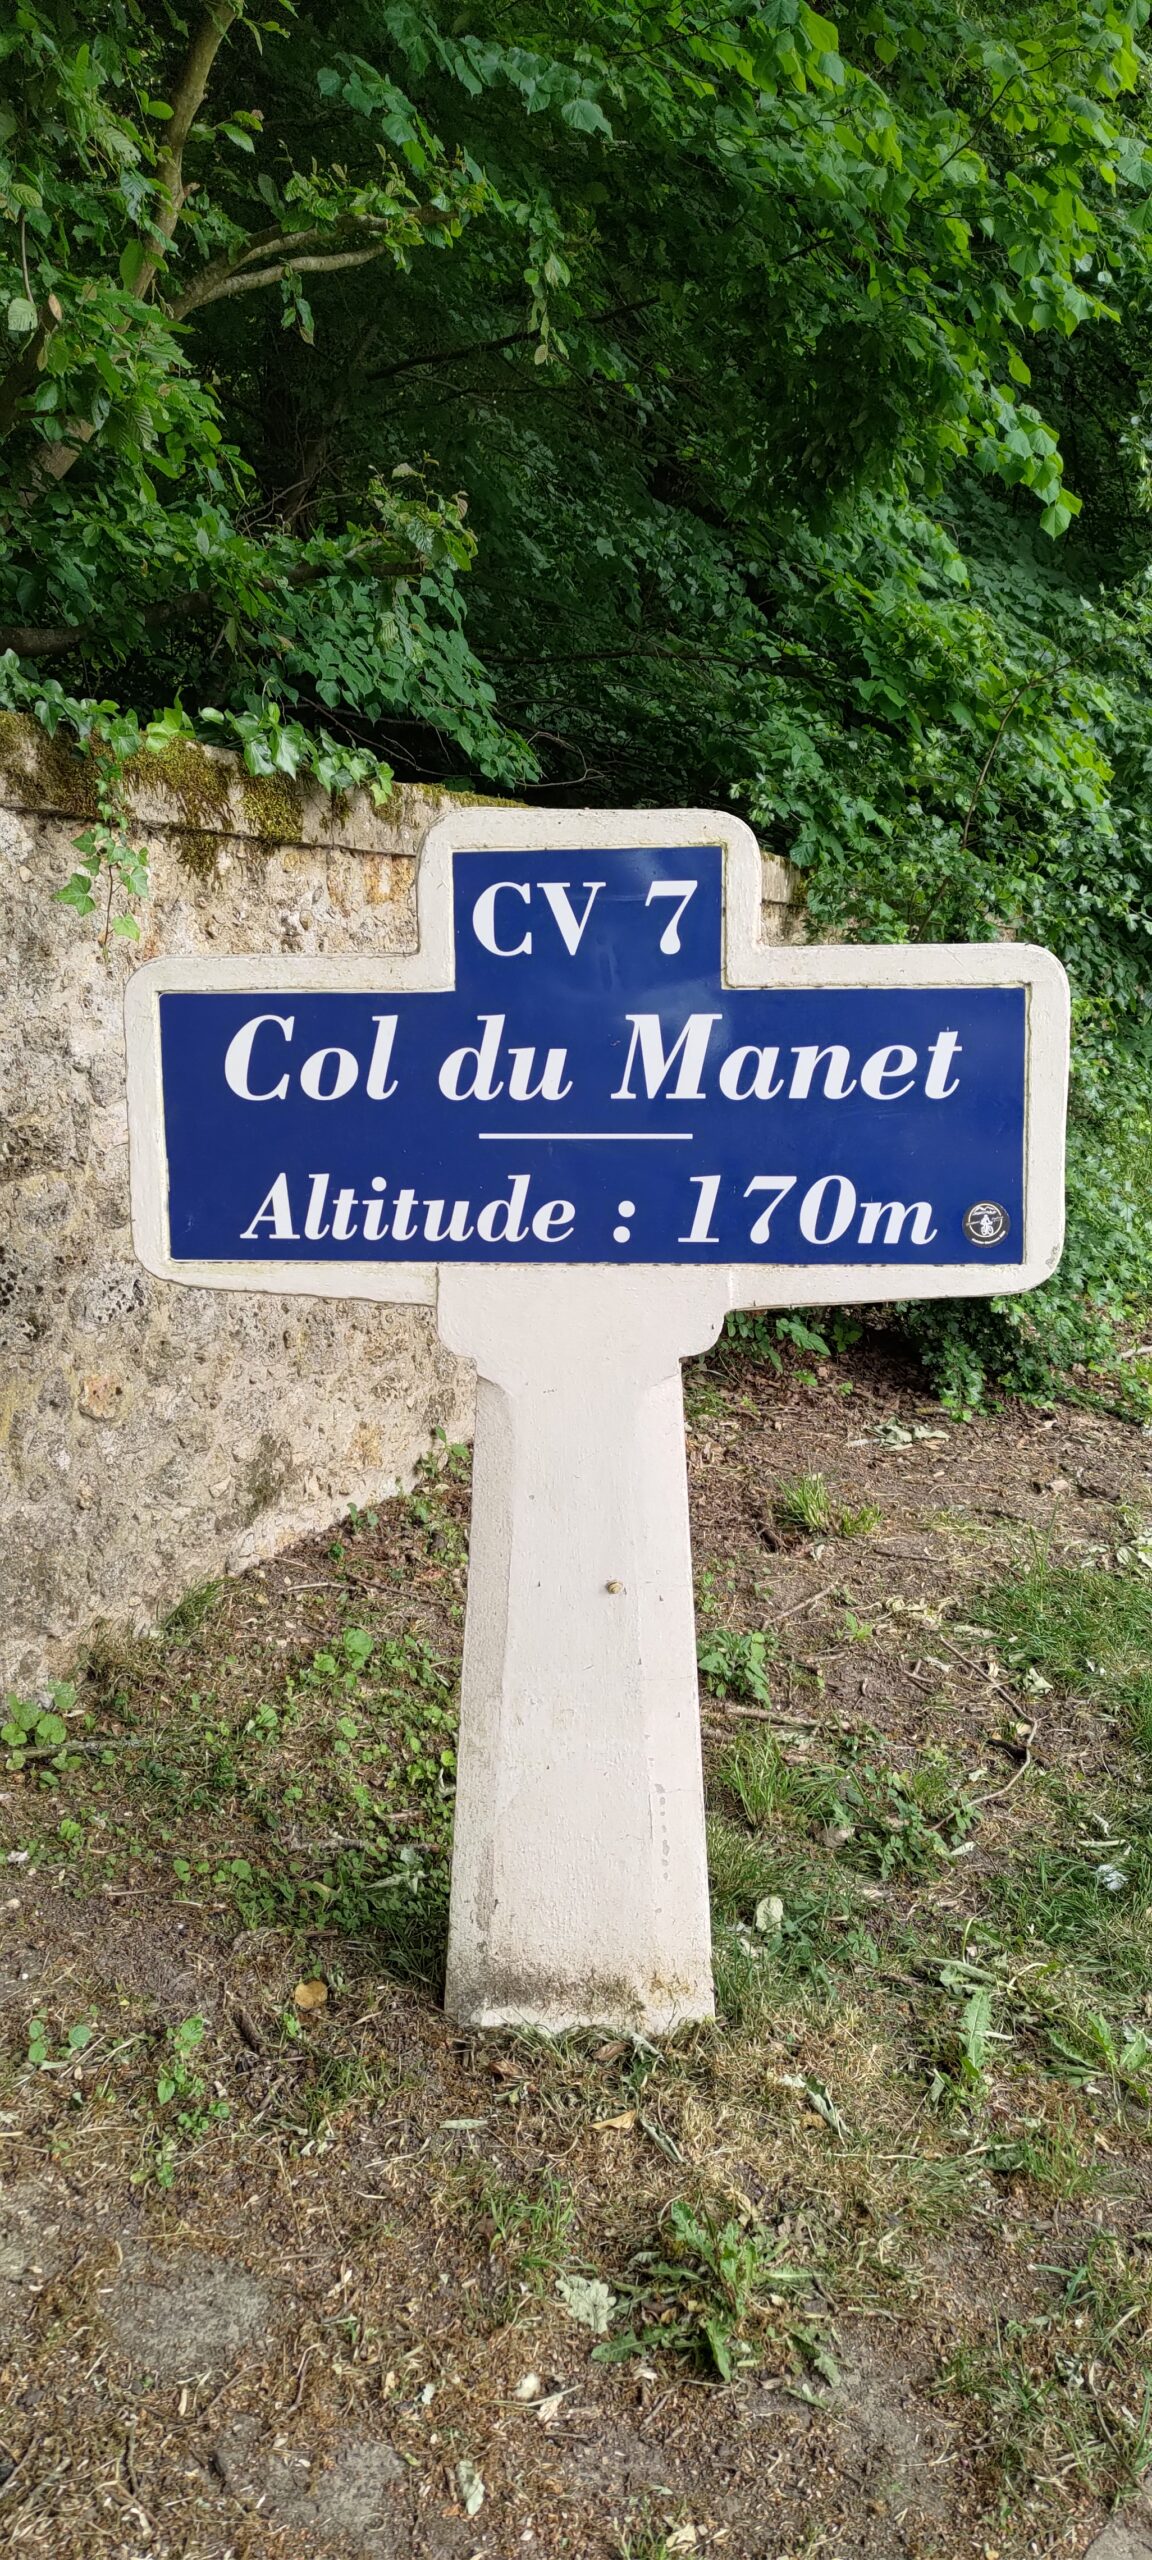 CV 7
Col du Manet
Altitude : 170m